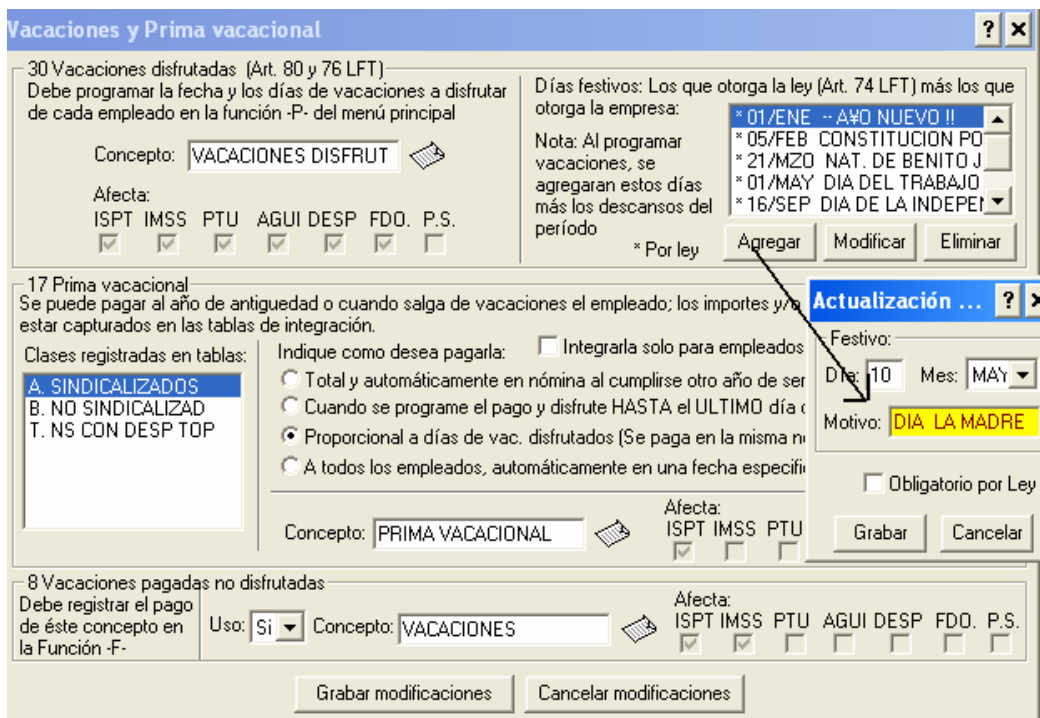 Vacaciones y Prima vacacional
30 Vacaciones disfrutadas (Art. 80 y 76 LFT)
Debe programar la fecha y los días de vacaciones a disfrutar
de cada empleado en la función -P- del menú principal
Concepto: VACACIONES DISFRUT
Afecta:
ISPT IMSS PTU AGUI DESP FDO. P.S.
Días festivos: Los que otorga la ley (Art. 74 LFT) más los que
otorga la empresa:
Nota: Al programar
vacaciones, se
agregaran estos días
más los descansos del
período
* Por ley
* 01/ENE -- A¥O NUEVO !!
* 05/FEB CONSTITUCION PO
* 21/MZO NAT. DE BENITO J
* 01/MAY DIA DEL TRABAJO
* 16/SEP DIA DE LA INDEPEN
Agregar Modificar Eliminar
17 Prima vacacional
Se puede pagar al año de antiguedad o cuando salga de vacaciones el empleado; los importes y/o
estar capturados en las tablas de integración.
Clases registradas en tablas:
A. SINDICALIZADOS
B. NO SINDICALIZAD
T. NS CON DESP TOP
Indique como desea pagarla: Integrarla solo para empleados
Total y automáticamente en nómina al cumplirse otro año de ser
Cuando se programe el pago y disfrute HASTA el ULTIMO día
Proporcional a días de vac. disfrutados (Se paga en la misma
A todos los empleados, automáticamente en una fecha especifi
Concepto: PRIMA VACACIONAL
Afecta:
ISPT IMSS PTU
Actualización ...
Festivo:
Día: 10 Mes: MAY
Motivo: DIA LA MADRE
Obligatorio por Ley
Grabar Cancelar
8 Vacaciones pagadas no disfrutadas
Debe registrar el pago
de éste concepto en
la Función -F-
Uso: Si Concepto: VACACIONES
Afecta:
ISPT IMSS PTU AGUI DESP FDO. P.S.
Grabar modificaciones Cancelar modificaciones